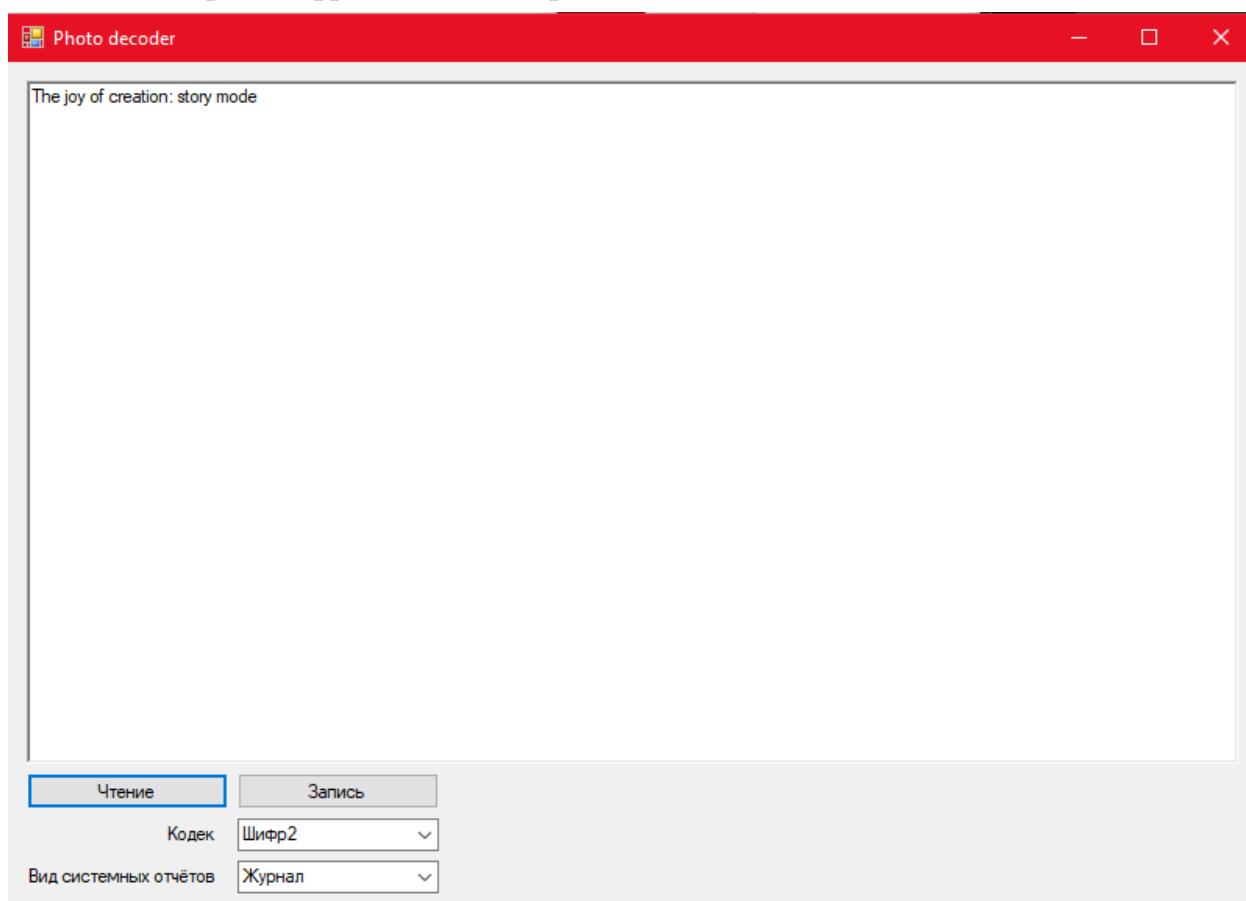 Photo decoder
The joy of creation: story mode
Чтение
Запись
Кодек
Шифр2
Вид системных отчётов
Журнал